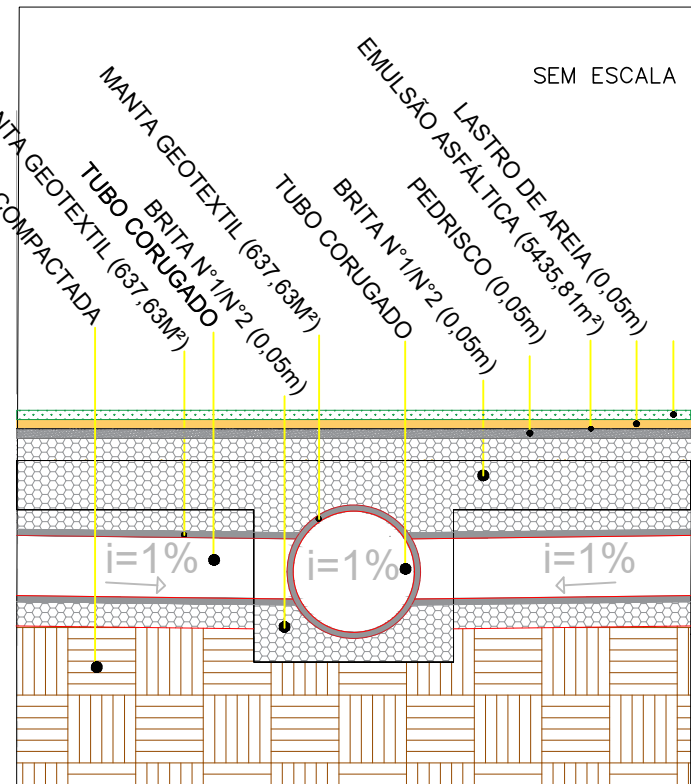 SEM ESCALA
COMPACTADA
GEOTEXTIL (637,63M²)
TUBO CORUGADO
BRITA N°1/N°2 (0,05m)
MANTA GEOTEXTIL (637,63M²)
TUBO CORUGADO
BRITA N°1/N°2 (0,05m)
PEDRISCO (0,05m)
EMULSÃO ASFÁLTICA (5435,81m²)
LASTRO DE AREIA (0,05m)
i=1%
i=1%
i=1%